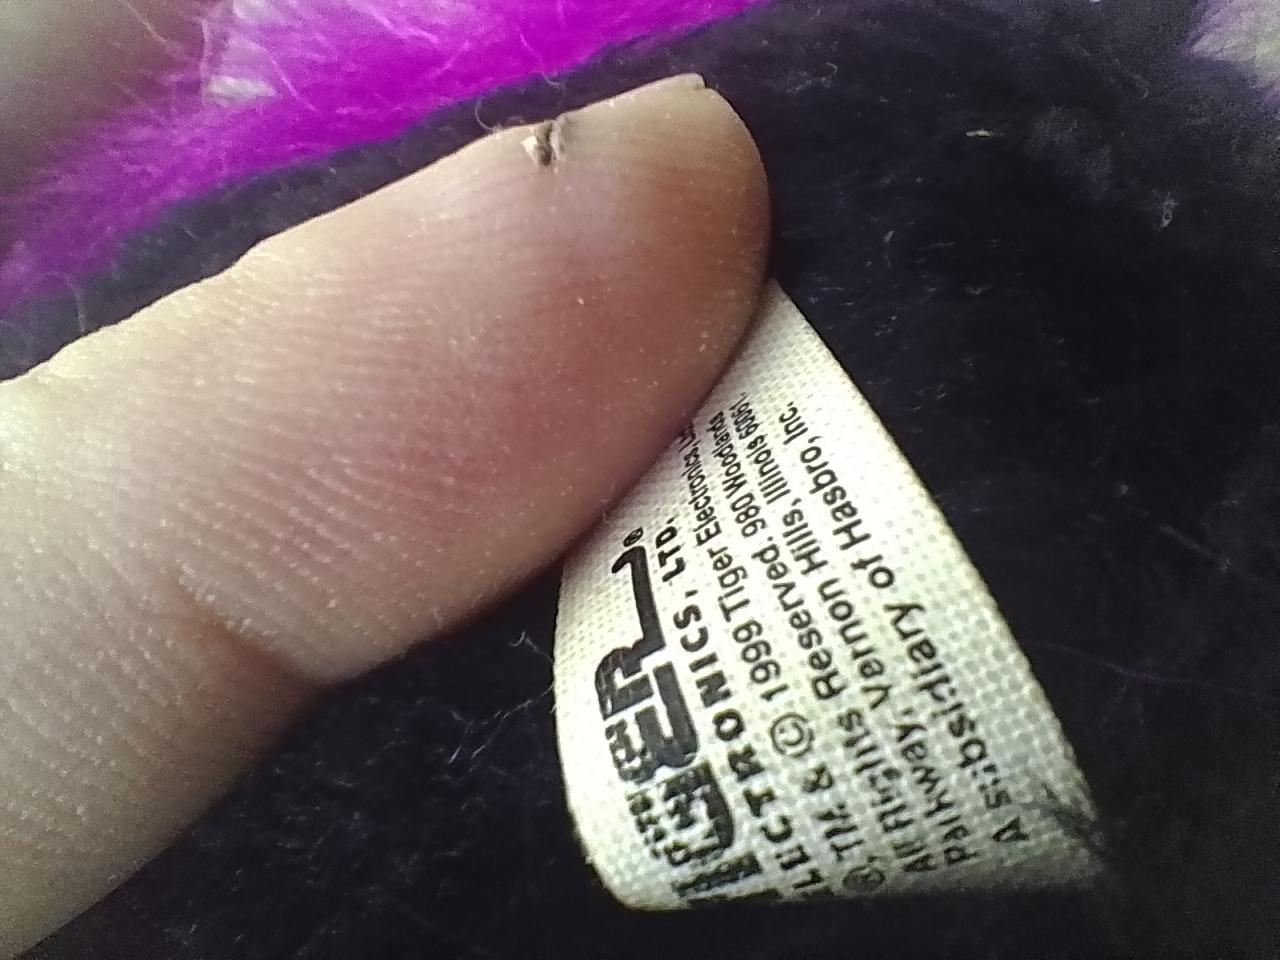 TIGER®
ELECTRONICS, LTD.
®, TM, & © 1999 Tiger Electronics, Ltd.
All Rights Reserved. 980 Woodlands
Parkway, Vernon Hills, Illinois 60061.
A subsidiary of Hasbro, Inc.